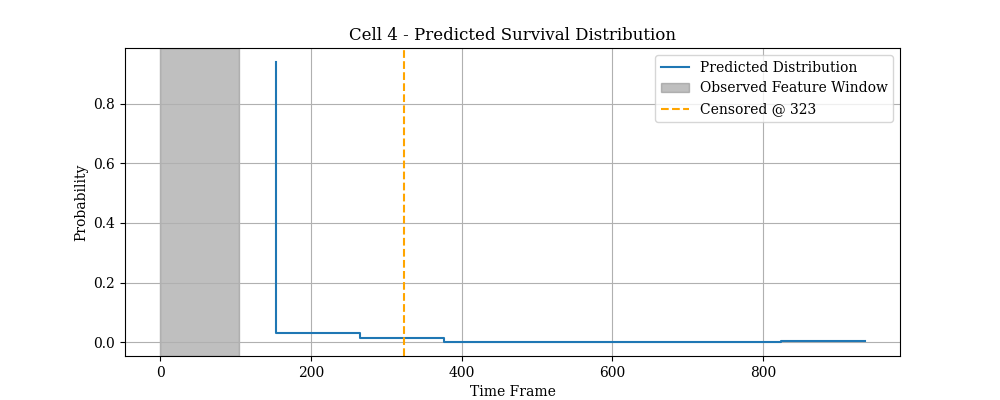 Cell 4 - Predicted Survival Distribution
Predicted Distribution
Observed Feature Window
Censored @ 323
Probability
0.8
0.6
0.4
0.2
0.0
0
200
400
600
800
Time Frame